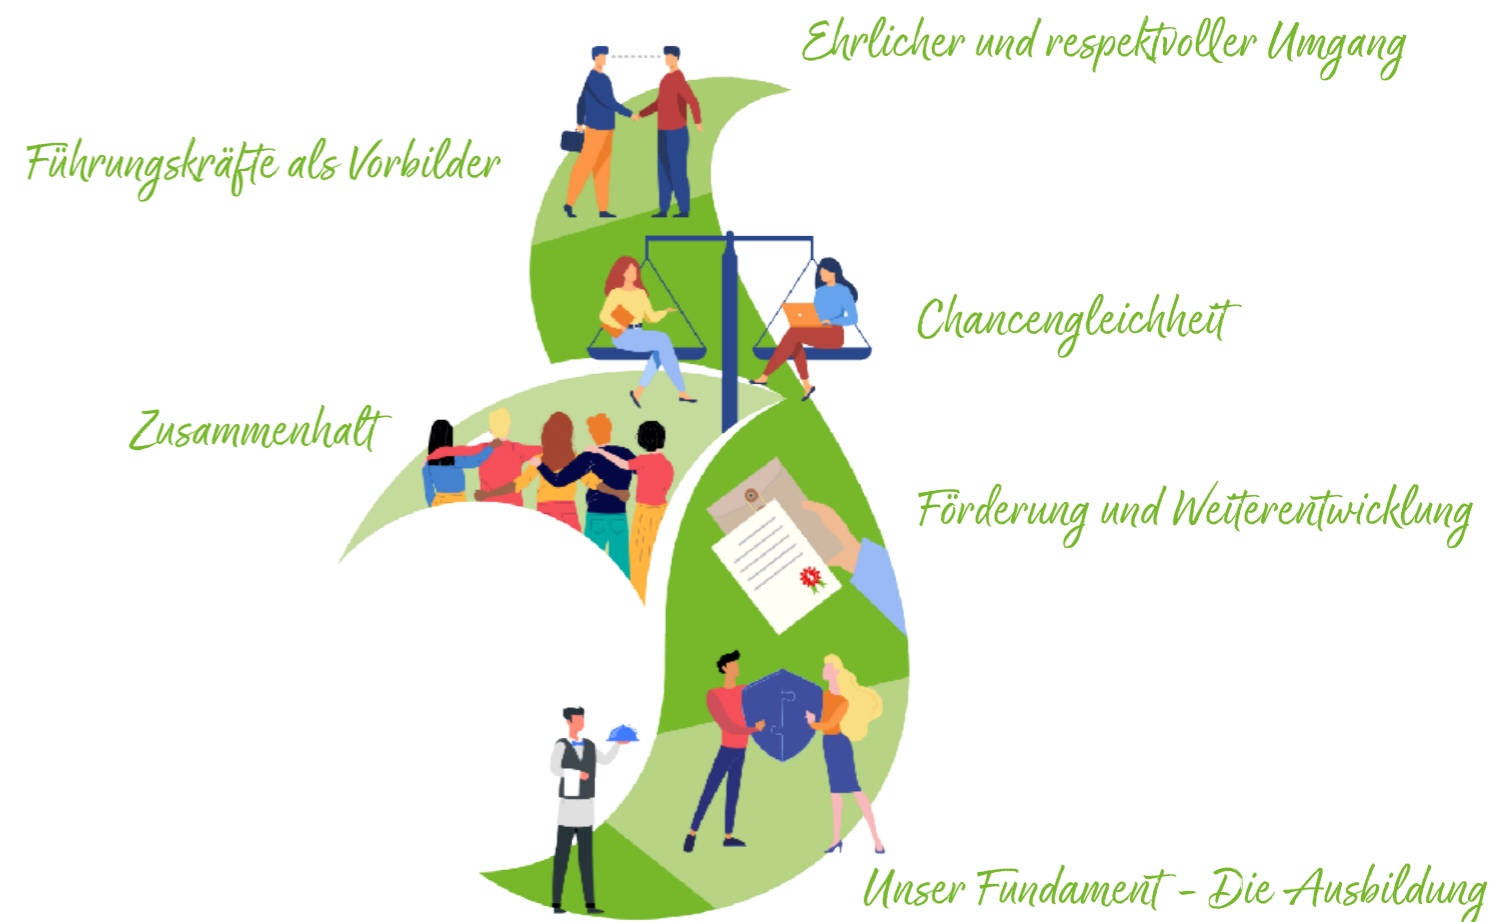 Ehrlicher und respektvoller Umgang
Führungskräfte als Vorbilder
Chancengleichheit
Zusammenhalt
Förderung und Weiterentwicklung
Unser Fundament - Die Ausbildung